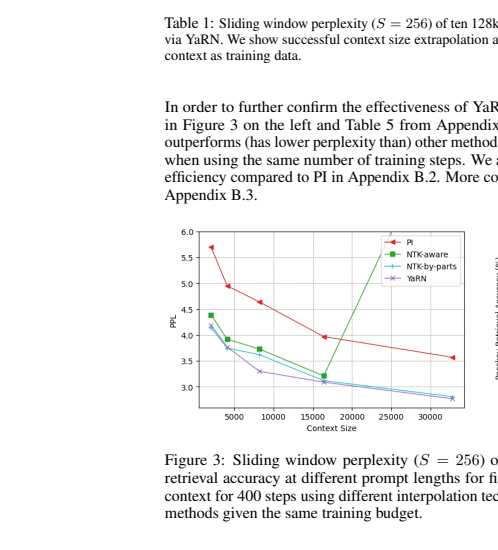 Table 1: Sliding window perplexity (S = 256) of ten 128k
via YaRN. We show successful context size extrapolation a
context as training data.
In order to further confirm the effectiveness of YaR
in Figure 3 on the left and Table 5 from Appendix
outperforms (has lower perplexity than) other method
when using the same number of training steps. We a
efficiency compared to PI in Appendix B.2. More co
Appendix B.3.
6.0
5.5
5.0
4.5
4.0
3.5
3.0
PPL
PI
NTK-aware
NTK-by-parts
YaRN
5000 10000 15000 20000 25000 30000
Context Size
Figure 3: Sliding window perplexity (S = 256) o
retrieval accuracy at different prompt lengths for fi
context for 400 steps using different interpolation tec
methods given the same training budget.